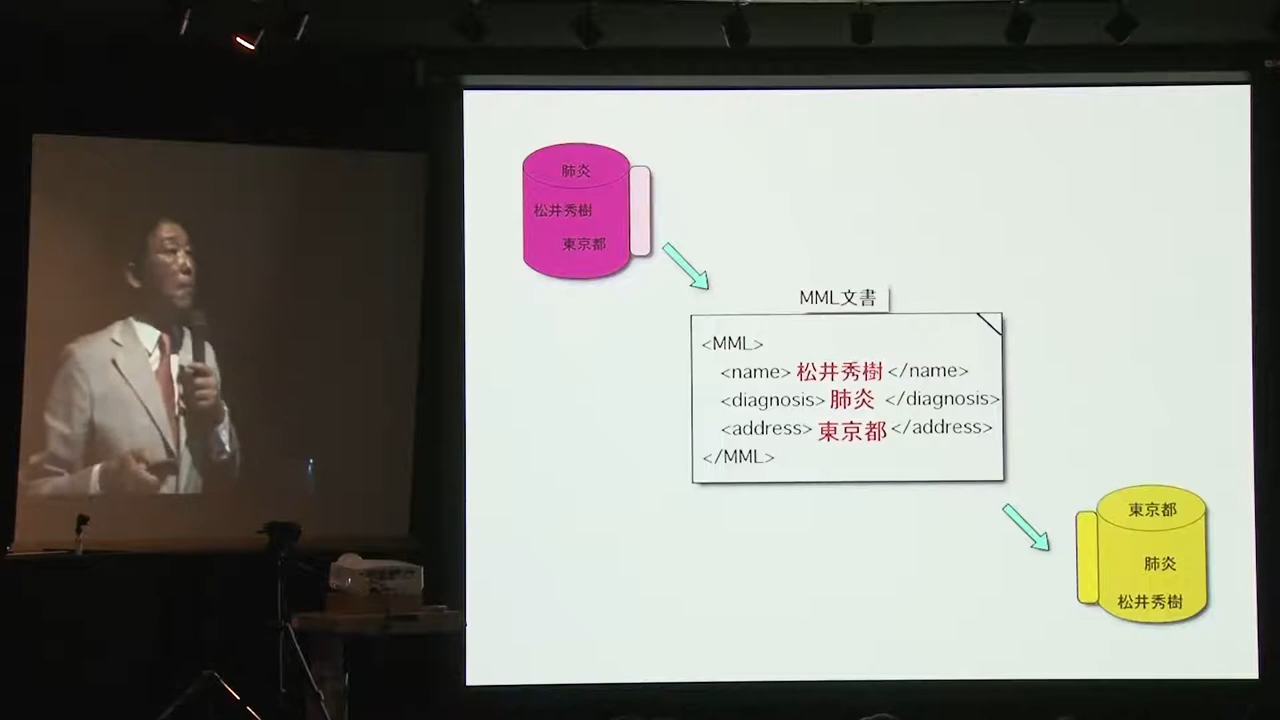 肺炎
松井秀樹
東京都
MML文書
<MML>
<name> 松井秀樹 </name>
<diagnosis> 肺炎 </diagnosis>
<address> 東京都 </address>
</MML>
東京都
肺炎
松井秀樹